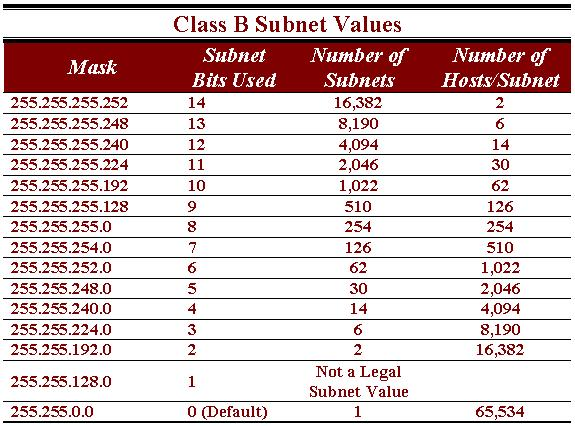 Class B Subnet Values
Mask Subnet Bits Used Number of Subnets Number of Hosts/Subnet
255.255.255.252 14 16,382 2
255.255.255.248 13 8,190 6
255.255.255.240 12 4,094 14
255.255.255.224 11 2,046 30
255.255.255.192 10 1,022 62
255.255.255.128 9 510 126
255.255.255.0 8 254 254
255.255.254.0 7 126 510
255.255.252.0 6 62 1,022
255.255.248.0 5 30 2,046
255.255.240.0 4 14 4,094
255.255.224.0 3 6 8,190
255.255.192.0 2 2 16,382
255.255.128.0 1 Not a Legal Subnet Value
255.255.0.0 0 (Default) 1 65,534